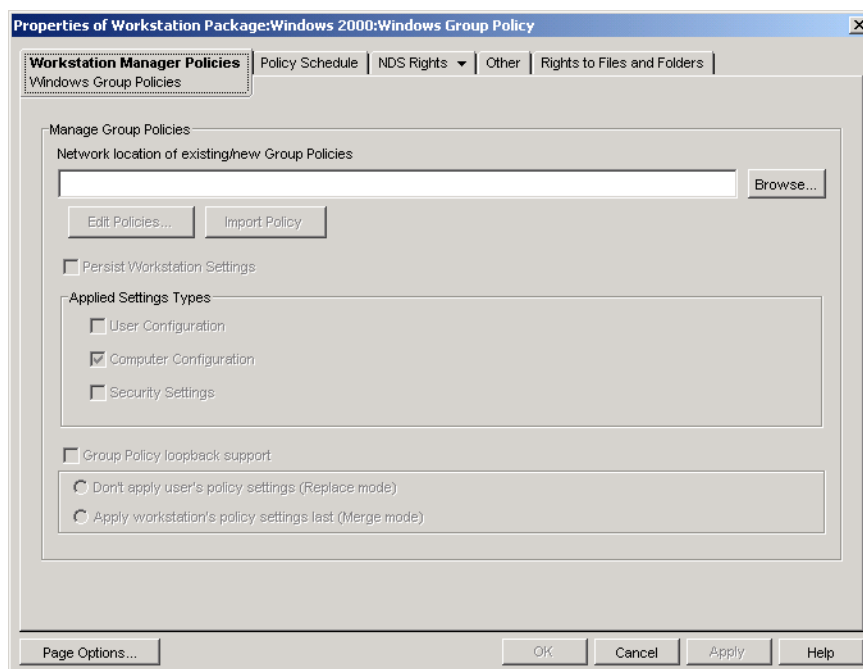 Properties of Workstation Package:Windows 2000:Windows Group Policy
Workstation Manager Policies
Policy Schedule
NDS Rights
Other
Rights to Files and Folders
Windows Group Policies
Manage Group Policies
Network location of existing/new Group Policies
Browse...
Edit Policies...
Import Policy
Persist Workstation Settings
Applied Settings Types
User Configuration
Computer Configuration
Security Settings
Group Policy loopback support
Don't apply user's policy settings (Replace mode)
Apply workstation's policy settings last (Merge mode)
Page Options...
OK
Cancel
Apply
Help